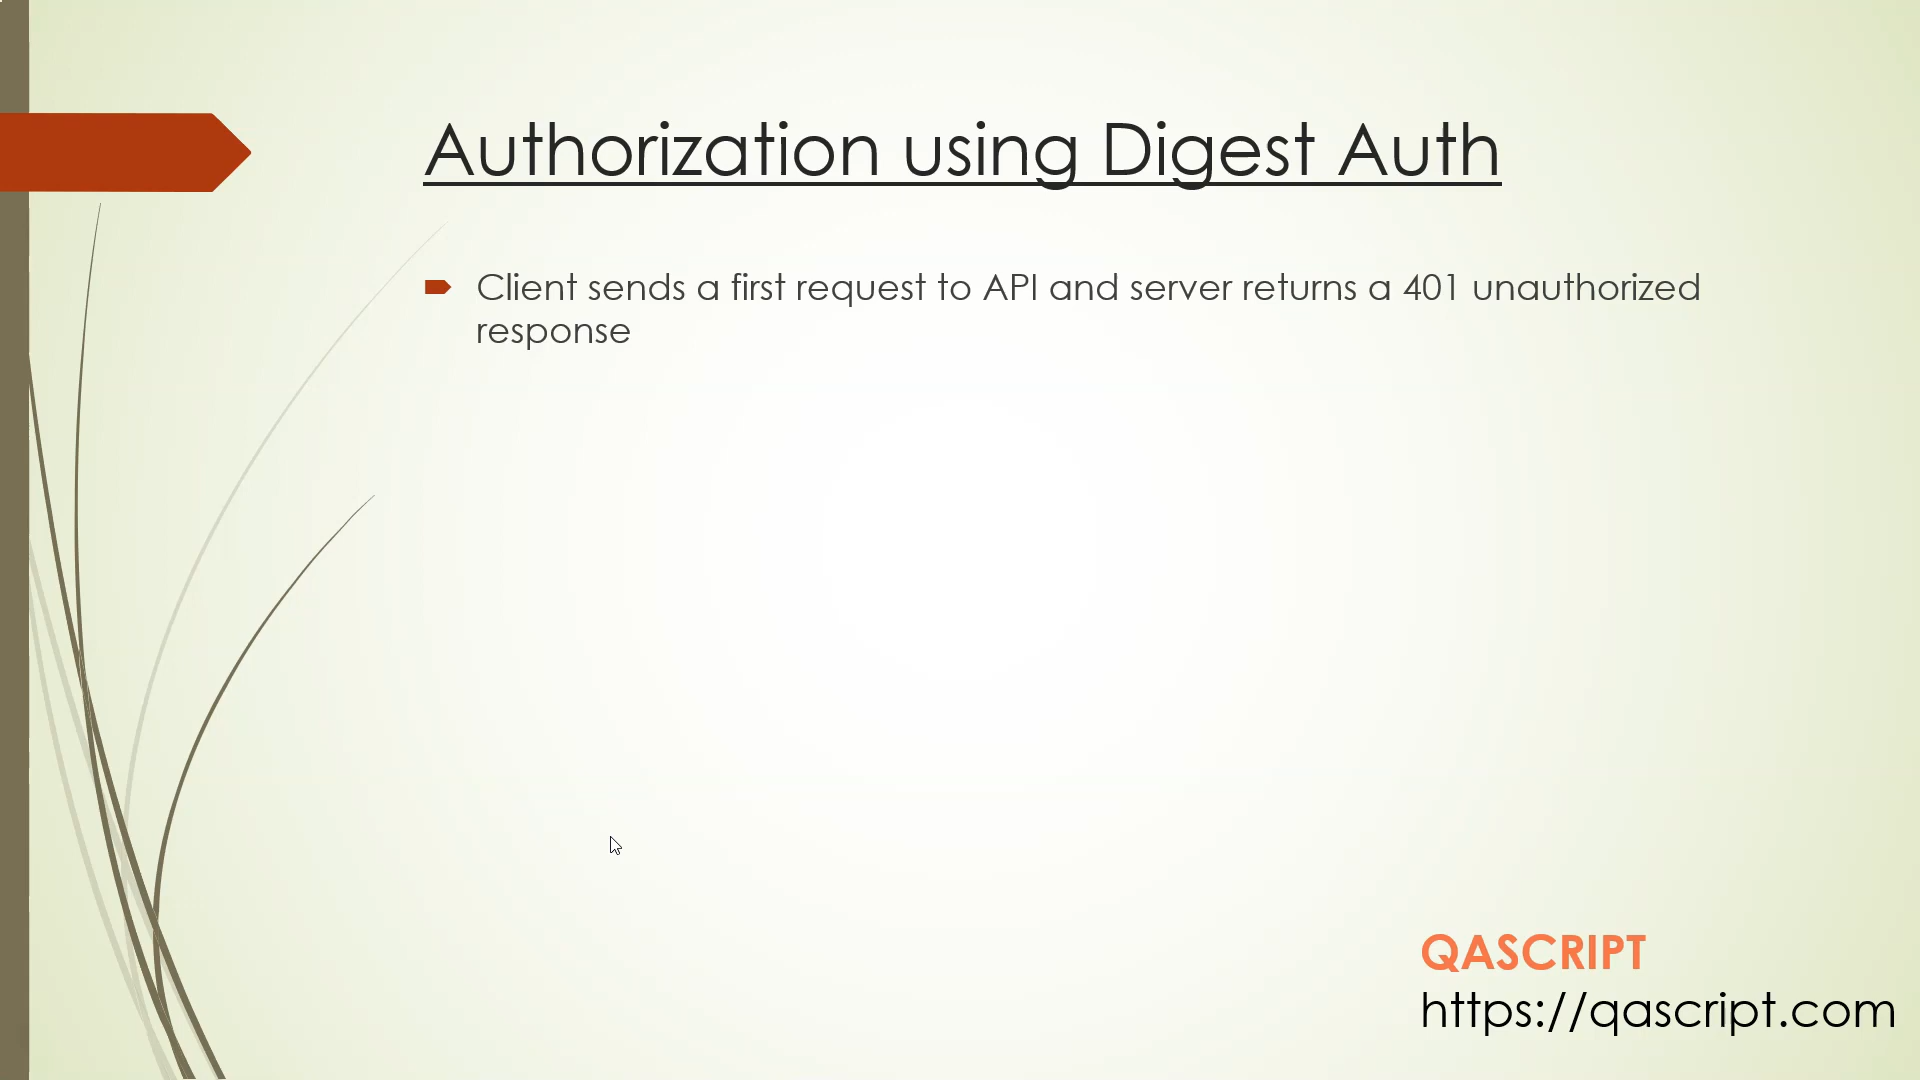 Authorization using Digest Auth
Client sends a first request to API and server returns a 401 unauthorized
response
QASCRIPT
https://qascript.com